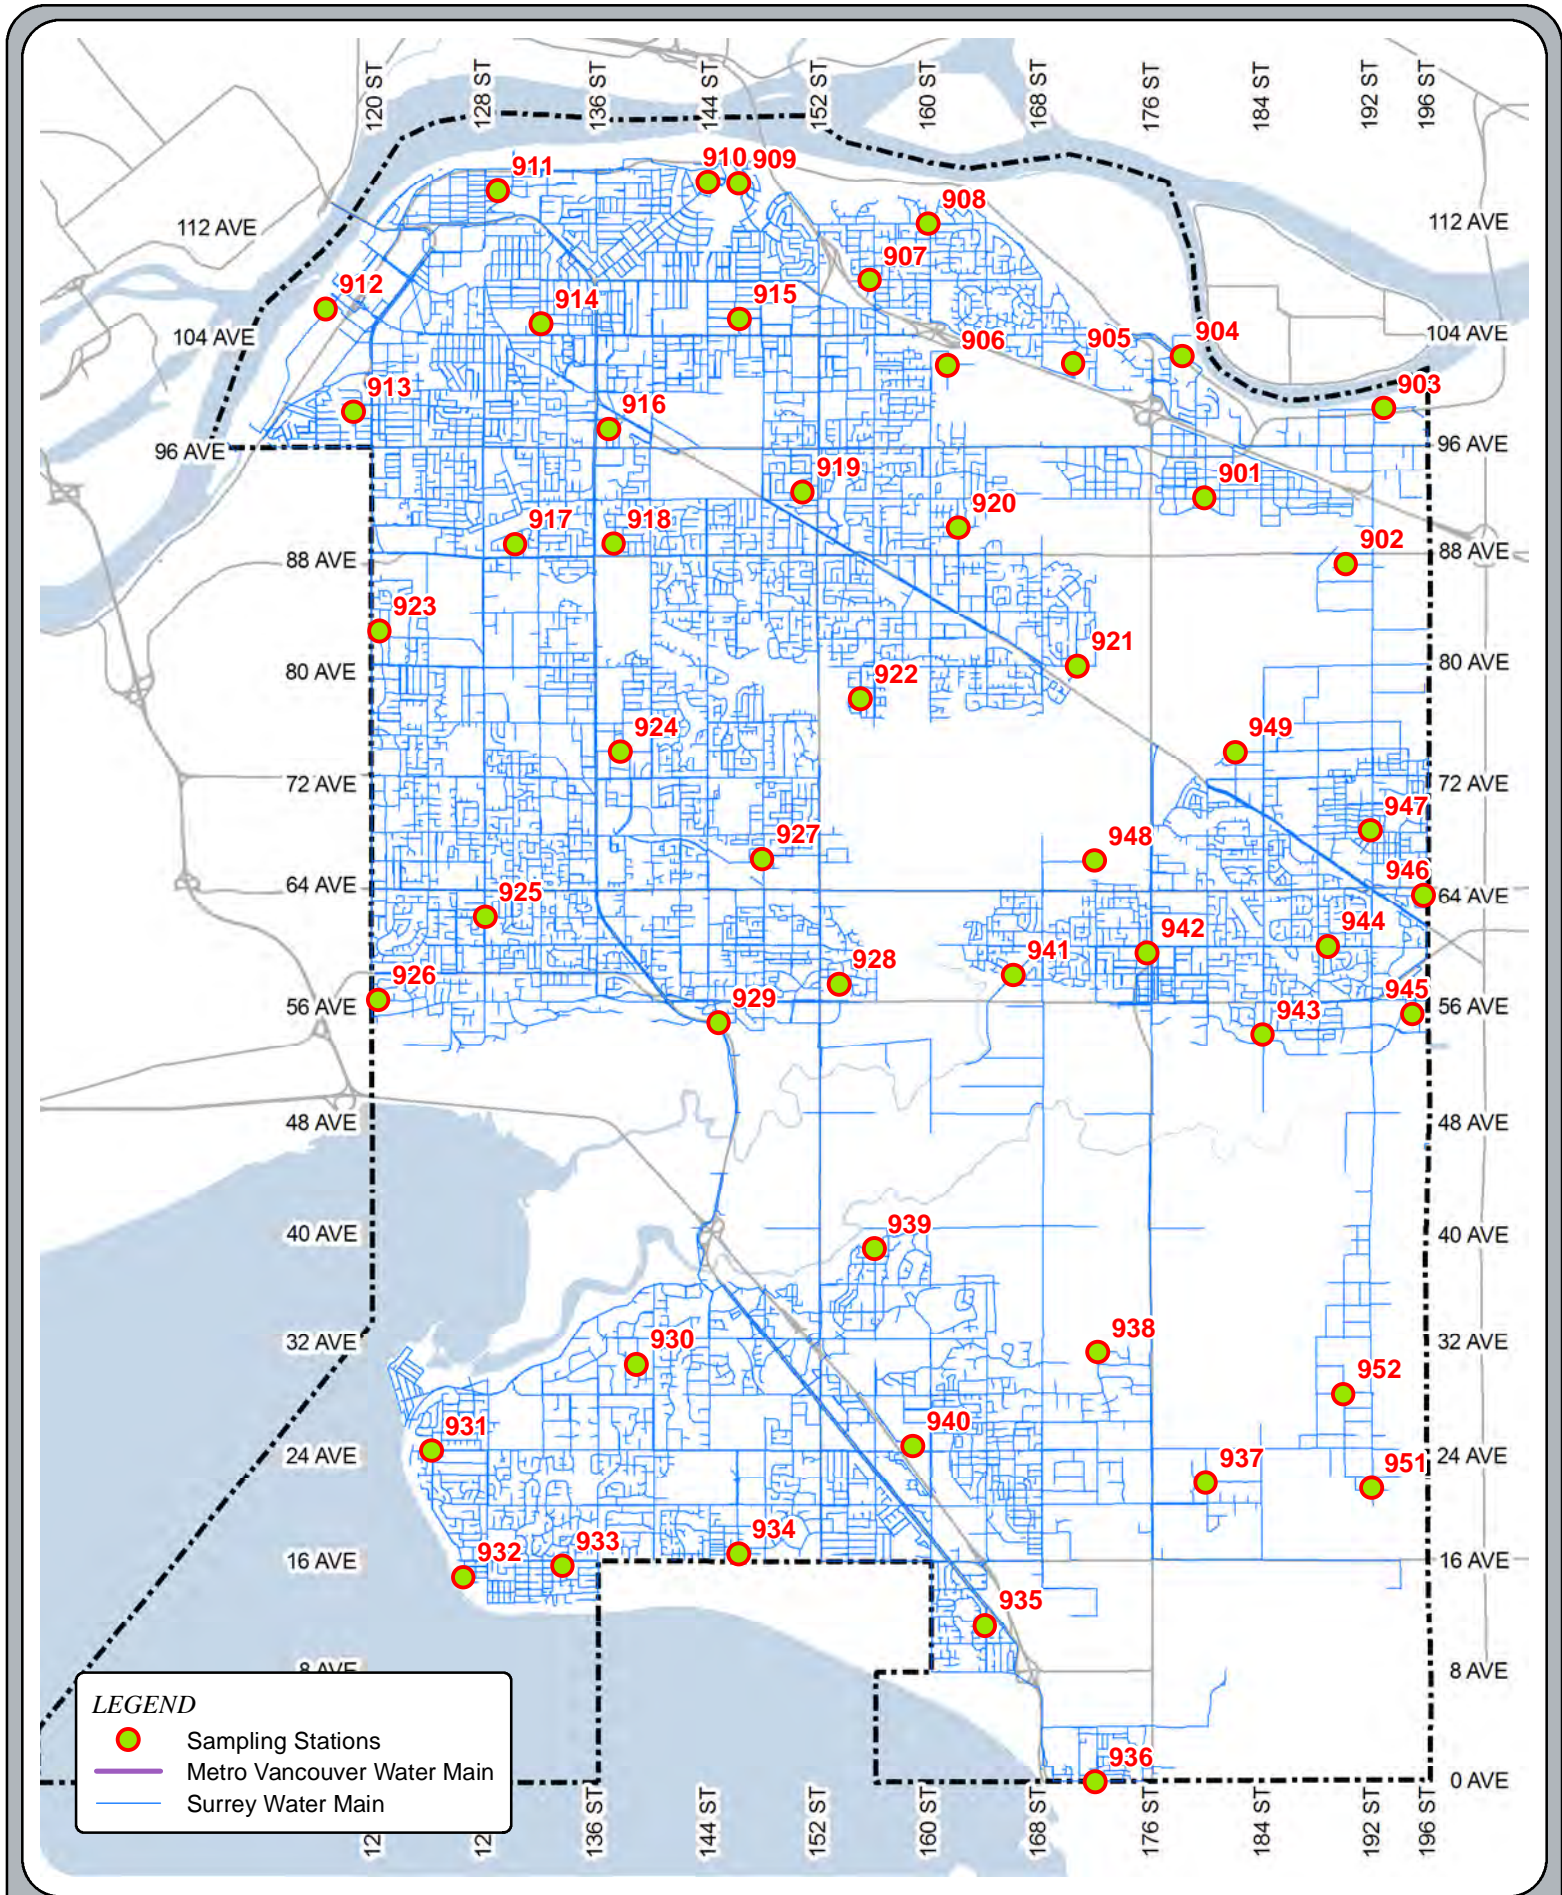 120 ST
128 ST
136 ST
144 ST
152 ST
160 ST
168 ST
176 ST
184 ST
192 ST
196 ST
910 909
911
908
112 AVE
112 AVE
907
912
914
915
104 AVE
906
905
904
104 AVE
913
916
903
96 AVE
96 AVE
919
901
917
918
920
902
88 AVE
88 AVE
923
921
80 AVE
922
80 AVE
924
949
72 AVE
72 AVE
947
927
948
946
64 AVE
925
64 AVE
944
942
928
941
926
945
56 AVE
929
943
56 AVE
48 AVE
48 AVE
939
40 AVE
40 AVE
938
32 AVE
930
32 AVE
952
931
940
24 AVE
937
951
24 AVE
934
933
932
16 AVE
16 AVE
935
8 AVE
8 AVE
LEGEND
Sampling Stations
Metro Vancouver Water Main
Surrey Water Main
936
0 AVE
12
12
136 ST
144 ST
152 ST
160 ST
168 ST
176 ST
184 ST
192 ST
196 ST